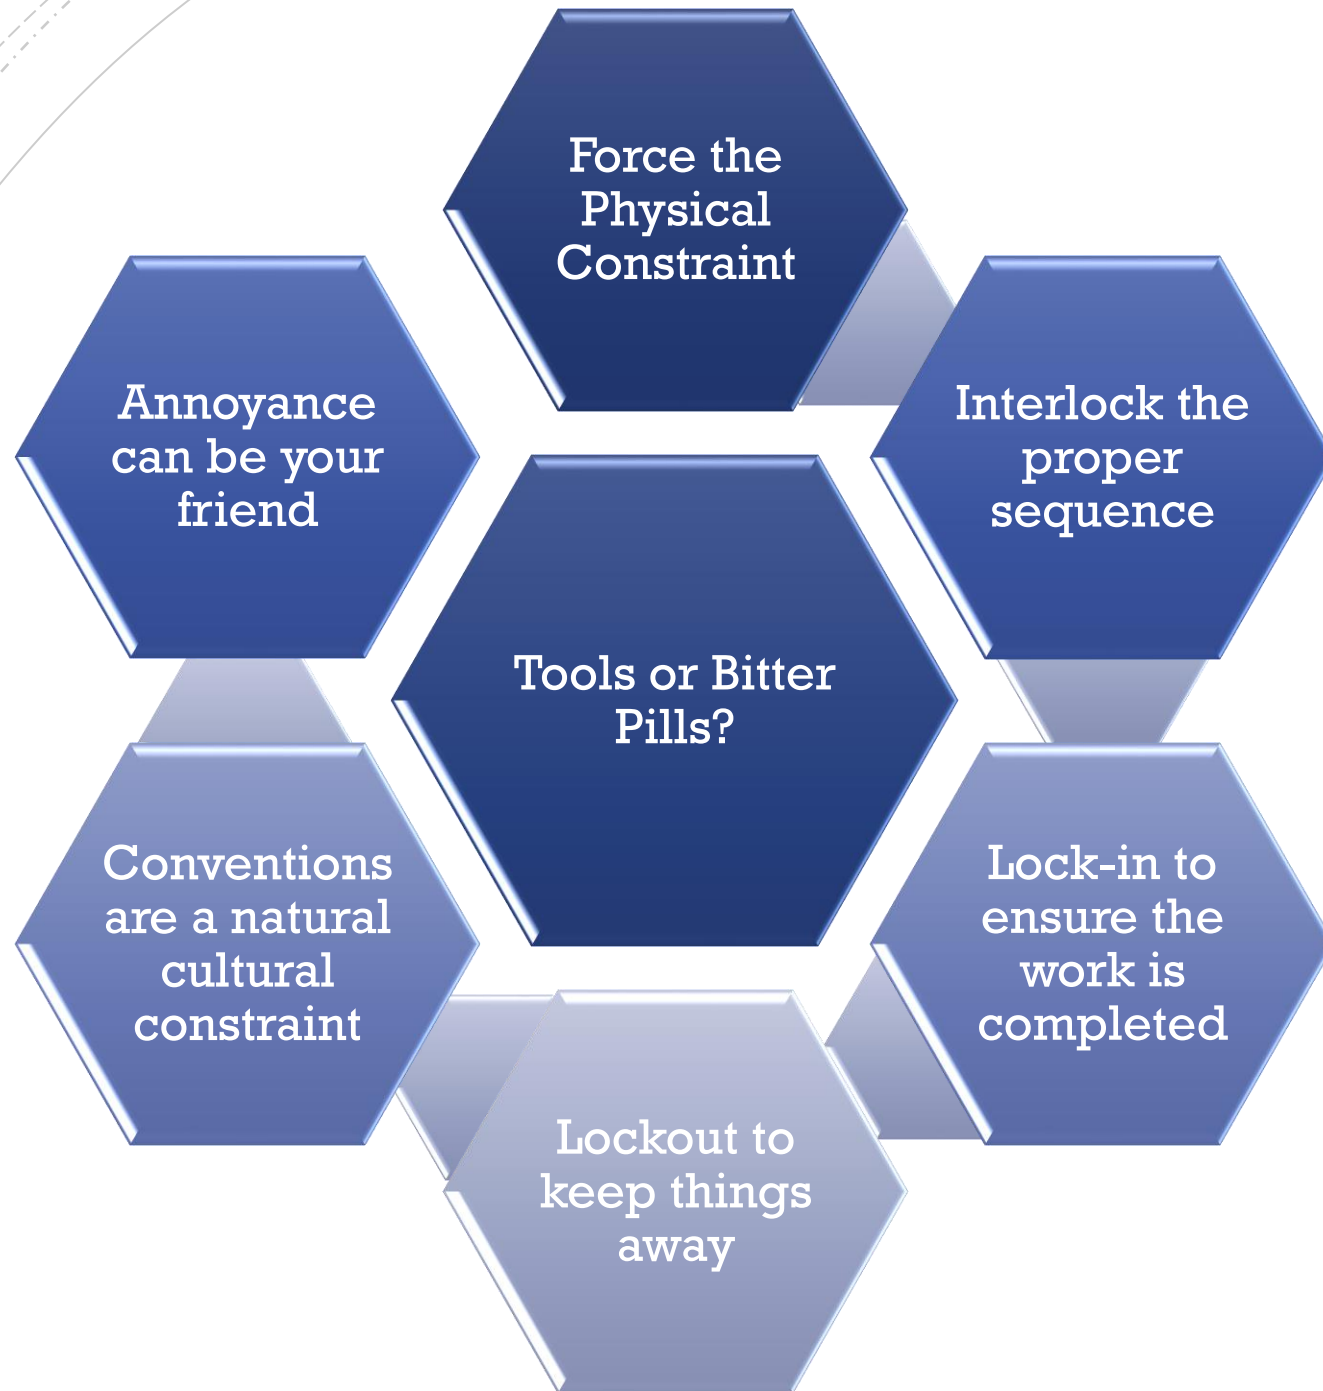 Force the
Physical
Constraint
Interlock the
proper
sequence
Lock-in to
ensure the
work is
completed
Lockout to
keep things
away
Conventions
are a natural
cultural
constraint
Annoyance
can be your
friend
Tools or Bitter
Pills?